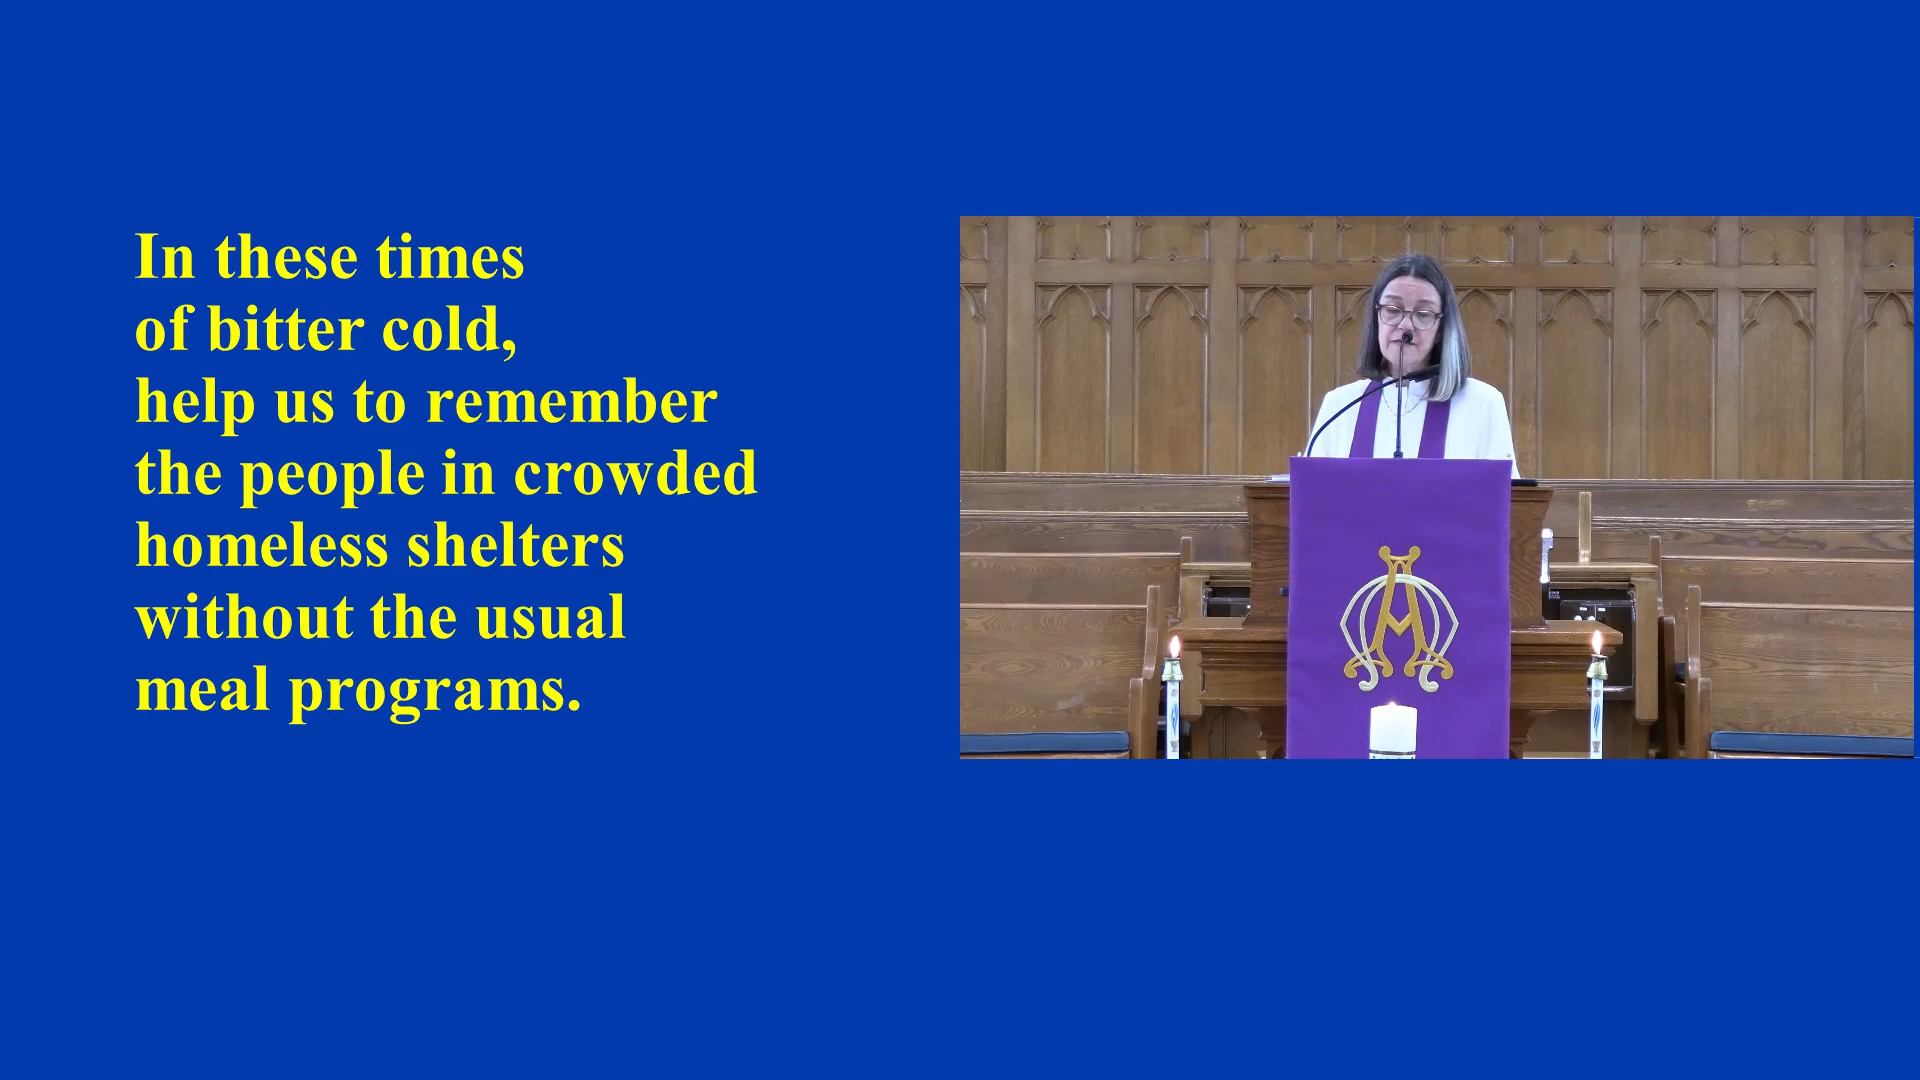 In these times
of bitter cold,
help us to remember
the people in crowded
homeless shelters
without the usual
meal programs.